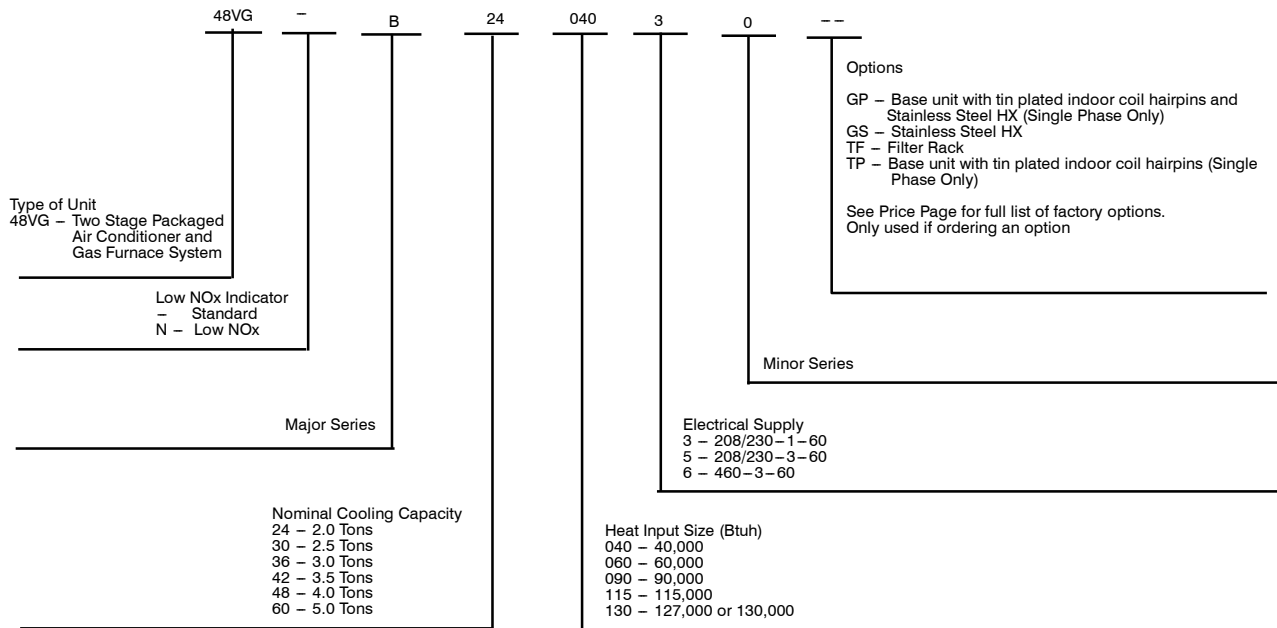 48VG – B 24 040 3 0 – –
Options
GP – Base unit with tin plated indoor coil hairpins and
Stainless Steel HX (Single Phase Only)
GS – Stainless Steel HX
TF – Filter Rack
TP – Base unit with tin plated indoor coil hairpins (Single
Phase Only)
See Price Page for full list of factory options.
Only used if ordering an option
Type of Unit
48VG – Two Stage Packaged
Air Conditioner and
Gas Furnace System
Low NOx Indicator
– Standard
N – Low NOx
Minor Series
Major Series
Electrical Supply
3 – 208/230–1–60
5 – 208/230–3–60
6 – 460–3–60
Nominal Cooling Capacity
24 – 2.0 Tons
30 – 2.5 Tons
36 – 3.0 Tons
42 – 3.5 Tons
48 – 4.0 Tons
60 – 5.0 Tons
Heat Input Size (Btuh)
040 – 40,000
060 – 60,000
090 – 90,000
115 – 115,000
130 – 127,000 or 130,000